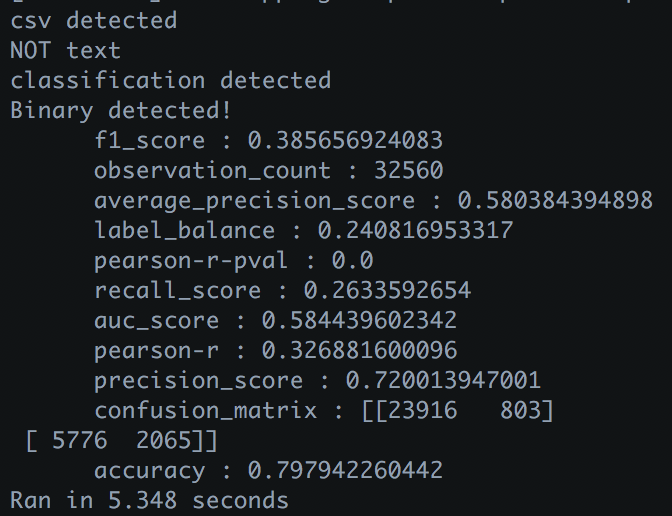 csv detected
NOT text
classification detected
Binary detected!
f1_score : 0.385656924083
observation_count : 32560
average_precision_score : 0.580384394898
label_balance : 0.240816953317
pearson-r-pval : 0.0
recall_score : 0.2633592654
auc_score : 0.584439602342
pearson-r : 0.326881600096
precision_score : 0.720013947001
confusion_matrix : [[23916   803]
[ 5776  2065]]
accuracy : 0.797942260442
Ran in 5.348 seconds